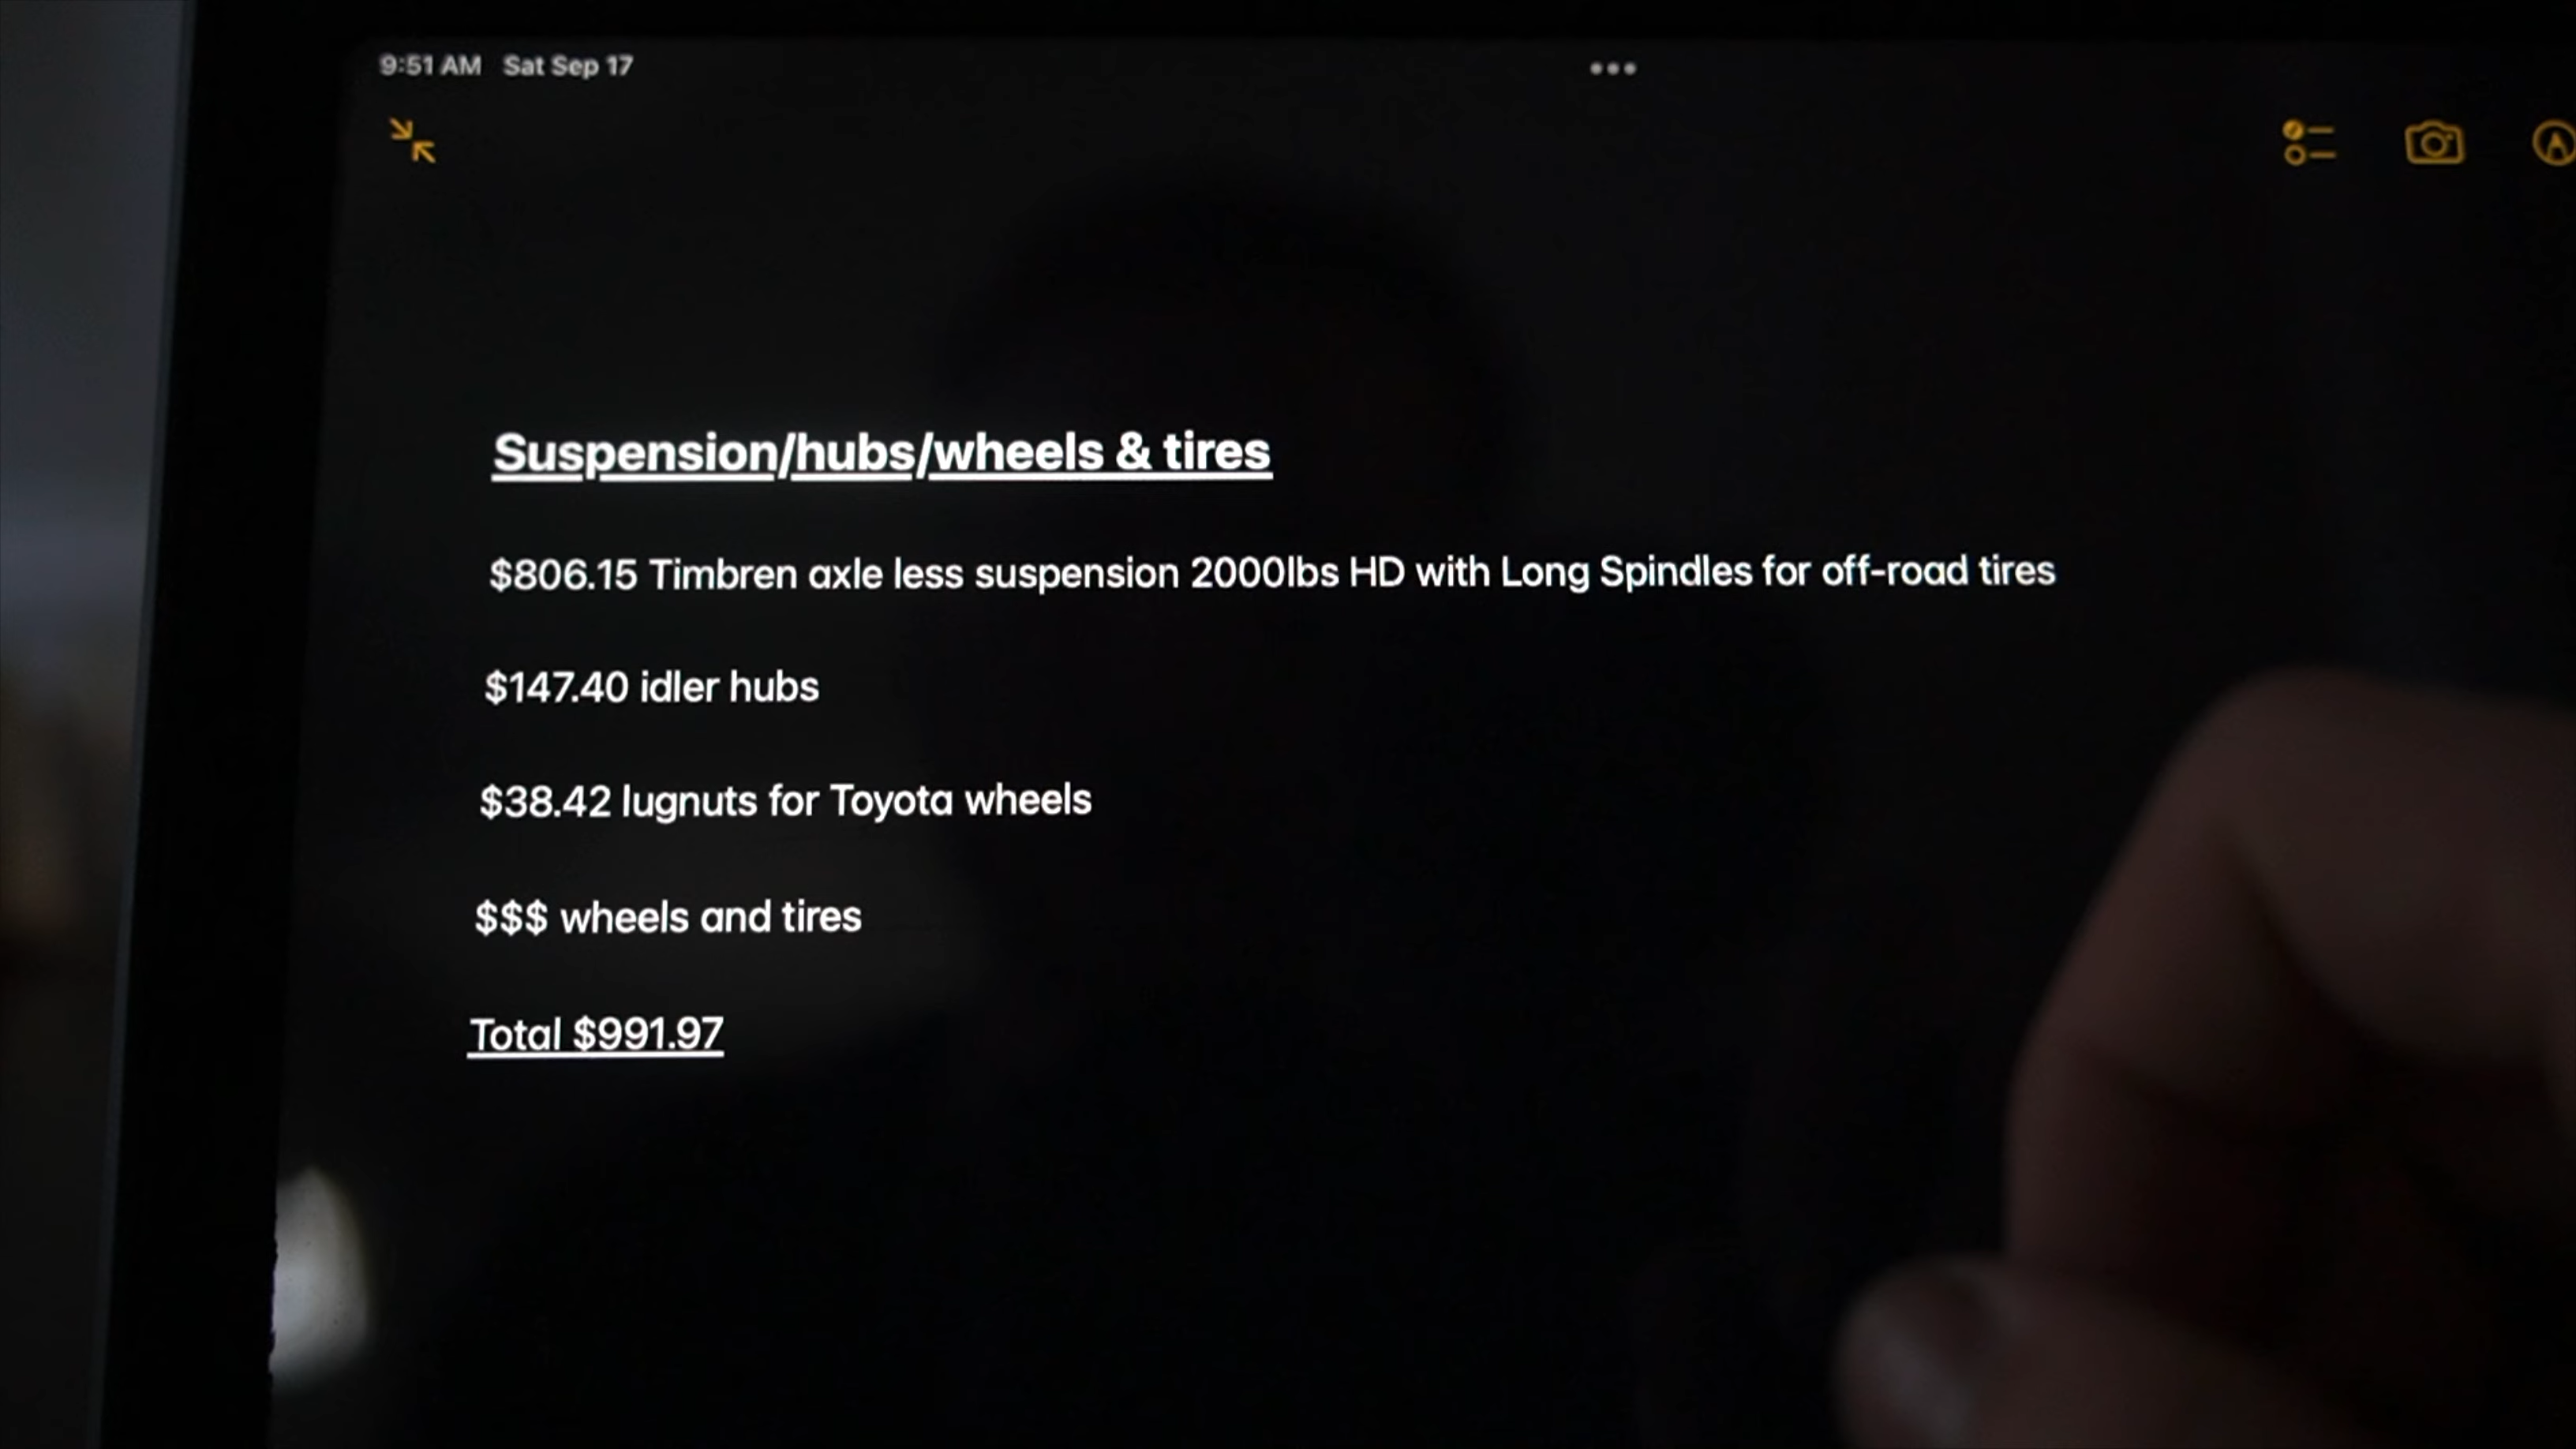 9:51 AM Sat Sep 17
Suspension/hubs/wheels & tires
$806.15 Timbren axle less suspension 2000lbs HD with Long Spindles for off-road tires
$147.40 idler hubs
$38.42 lugnuts for Toyota wheels
$$$ wheels and tires
Total $991.97